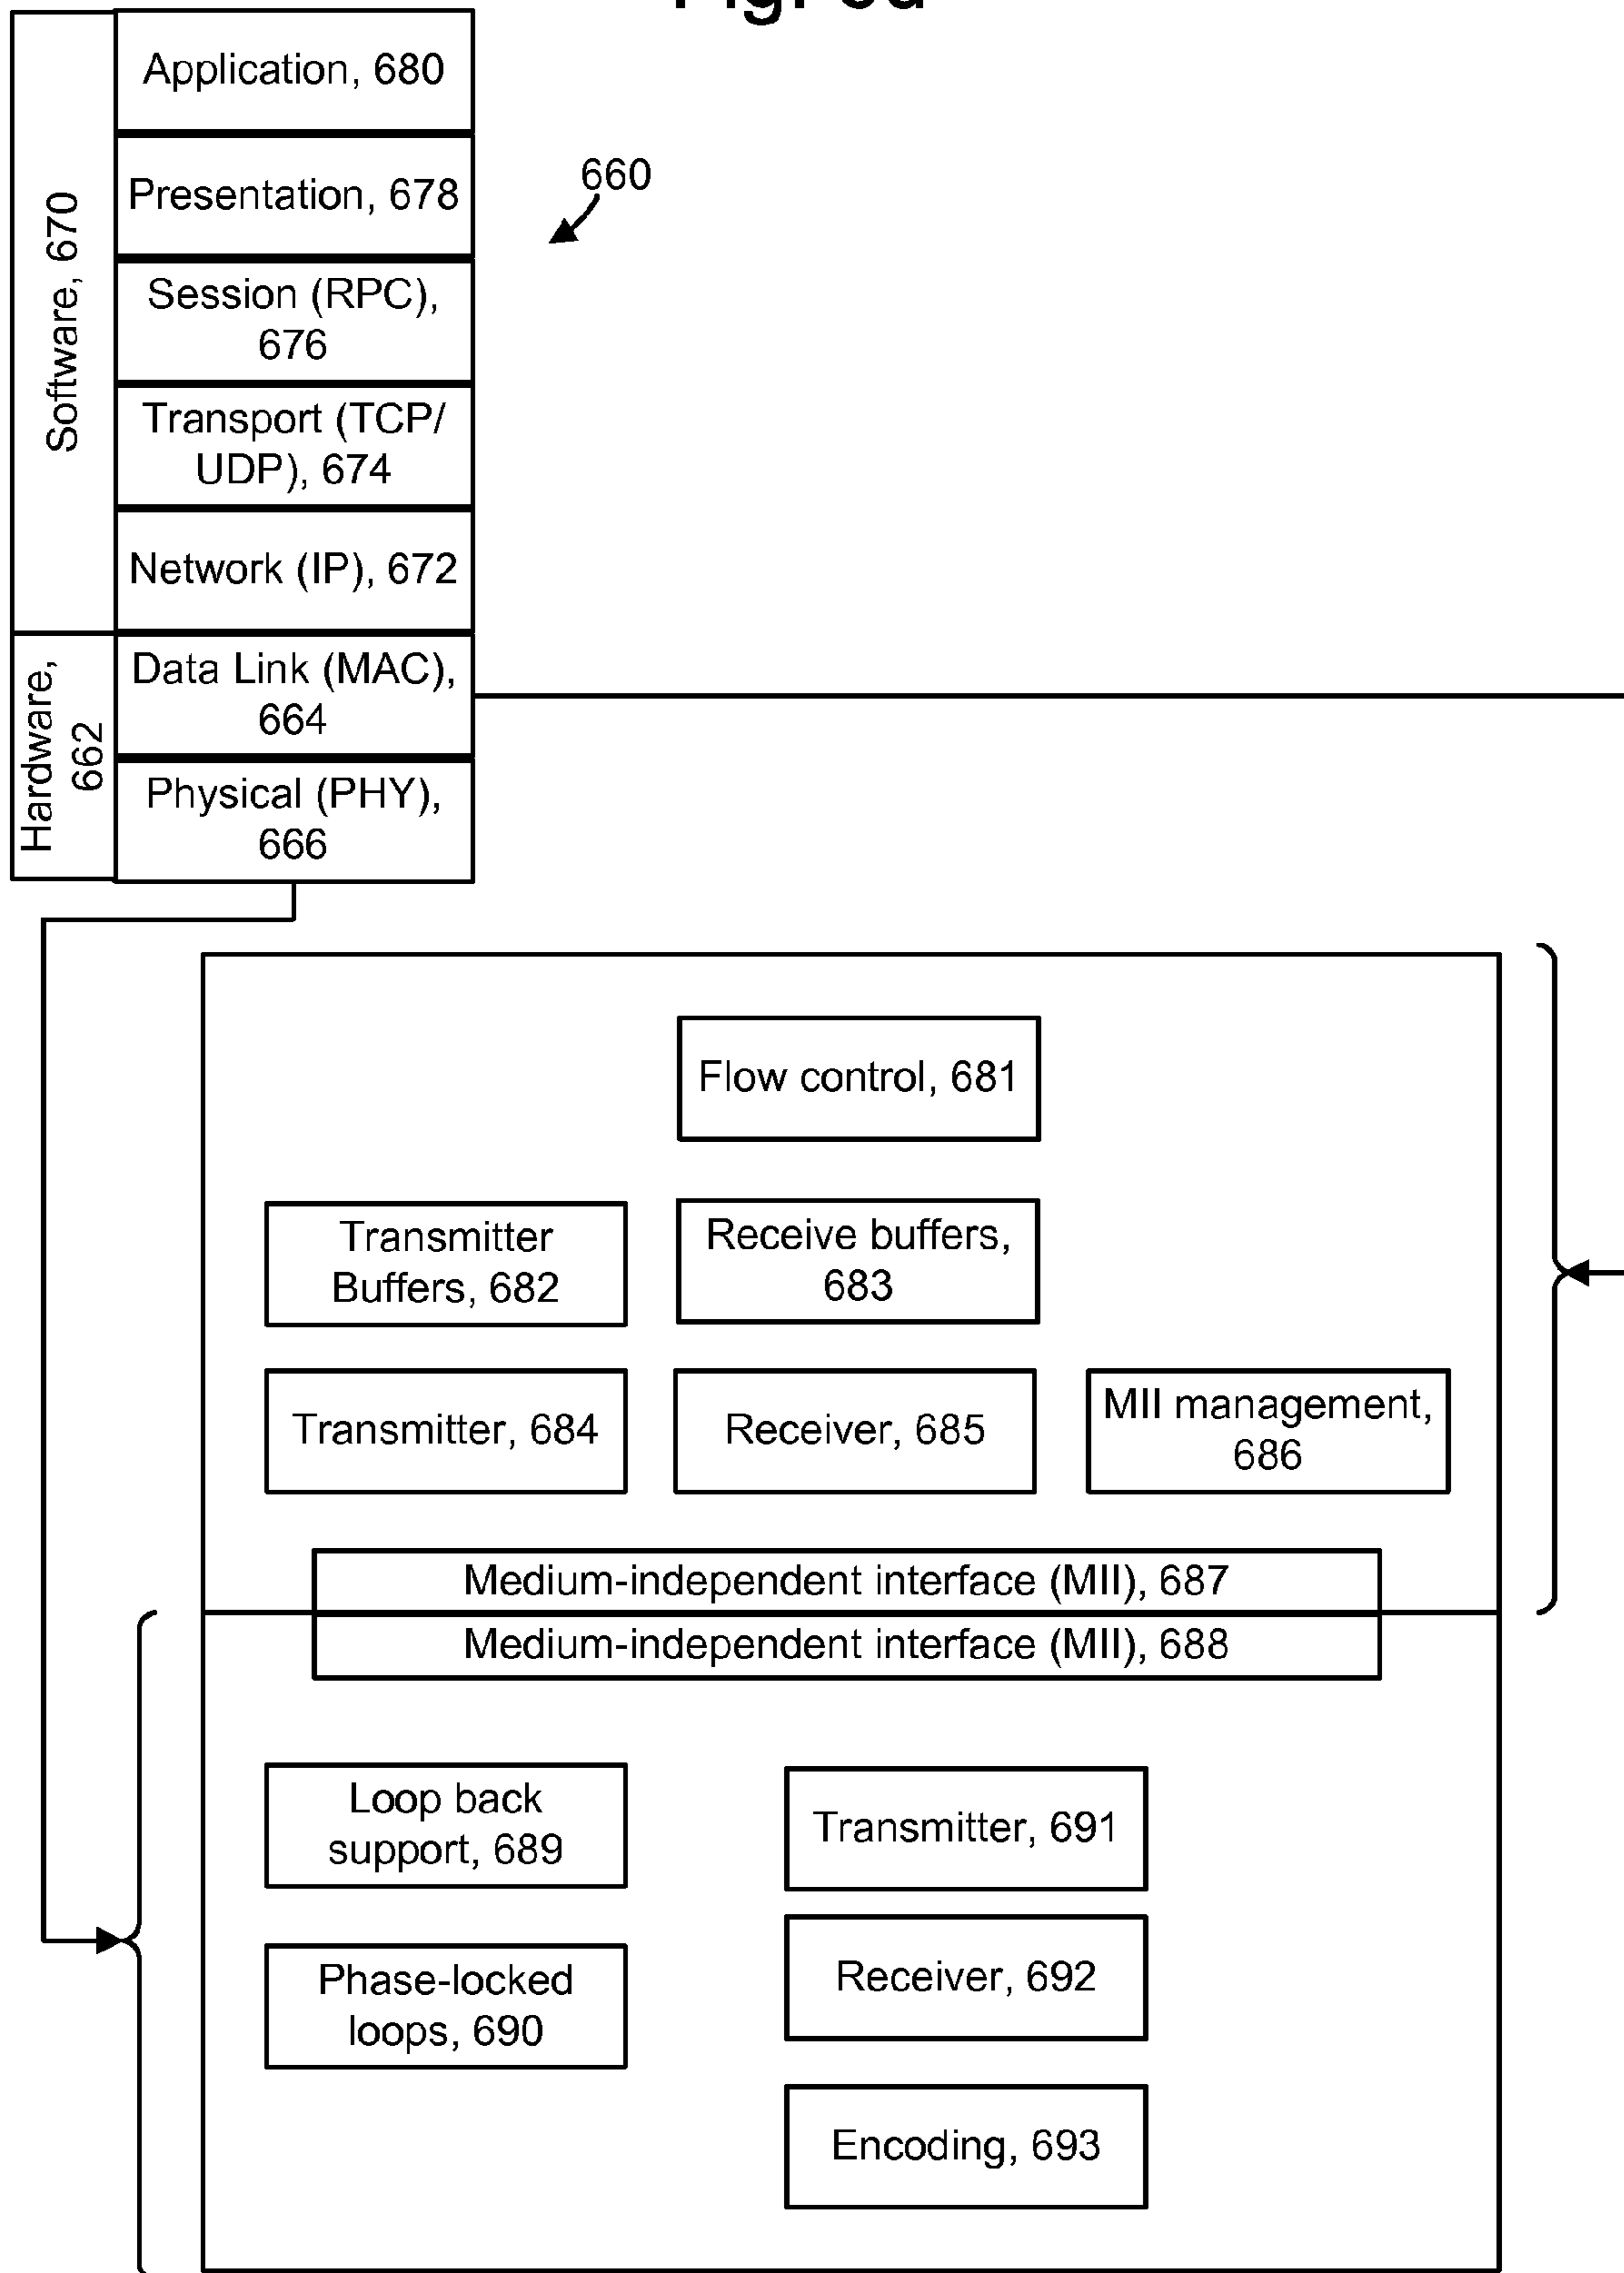 Application, 680
Presentation, 678
Session (RPC),
676
Transport (TCP/
UDP), 674
Network (IP), 672
Data Link (MAC),
664
Physical (PHY),
666
Software, 670
Hardware,
662
660
Flow control, 681
Transmitter
Buffers, 682
Receive buffers,
683
Transmitter, 684
Receiver, 685
MII management,
686
Medium-independent interface (MII), 687
Medium-independent interface (MII), 688
Loop back
support, 689
Transmitter, 691
Phase-locked
loops, 690
Receiver, 692
Encoding, 693